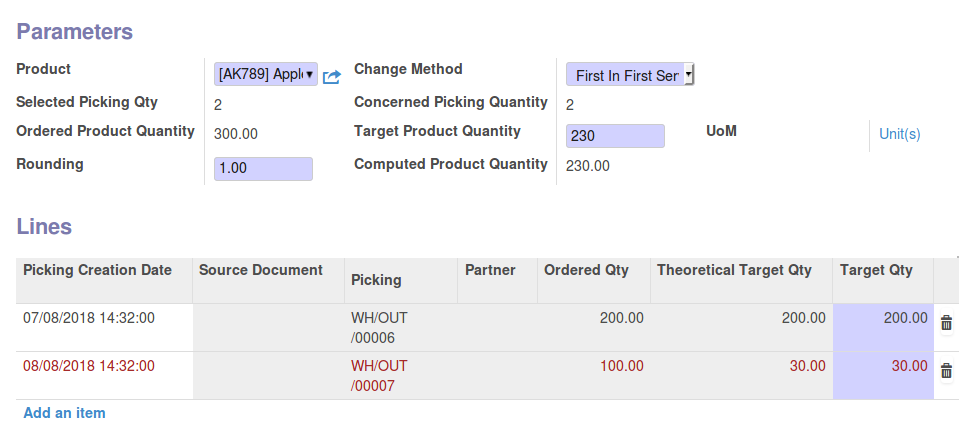 Parameters
Product [AK789] Appl Change Method First In First Ser
Selected Picking Qty 2 Concerned Picking Quantity 2
Ordered Product Quantity 300.00 Target Product Quantity 230 UoM Unit(s)
Rounding 1.00 Computed Product Quantity 230.00
Lines
Picking Creation Date Source Document Picking Partner Ordered Qty Theoretical Target Qty Target Qty
07/08/2018 14:32:00 WH/OUT 200.00 200.00 200.00
/00006
08/08/2018 14:32:00 WH/OUT 100.00 30.00 30.00
/00007
Add an item